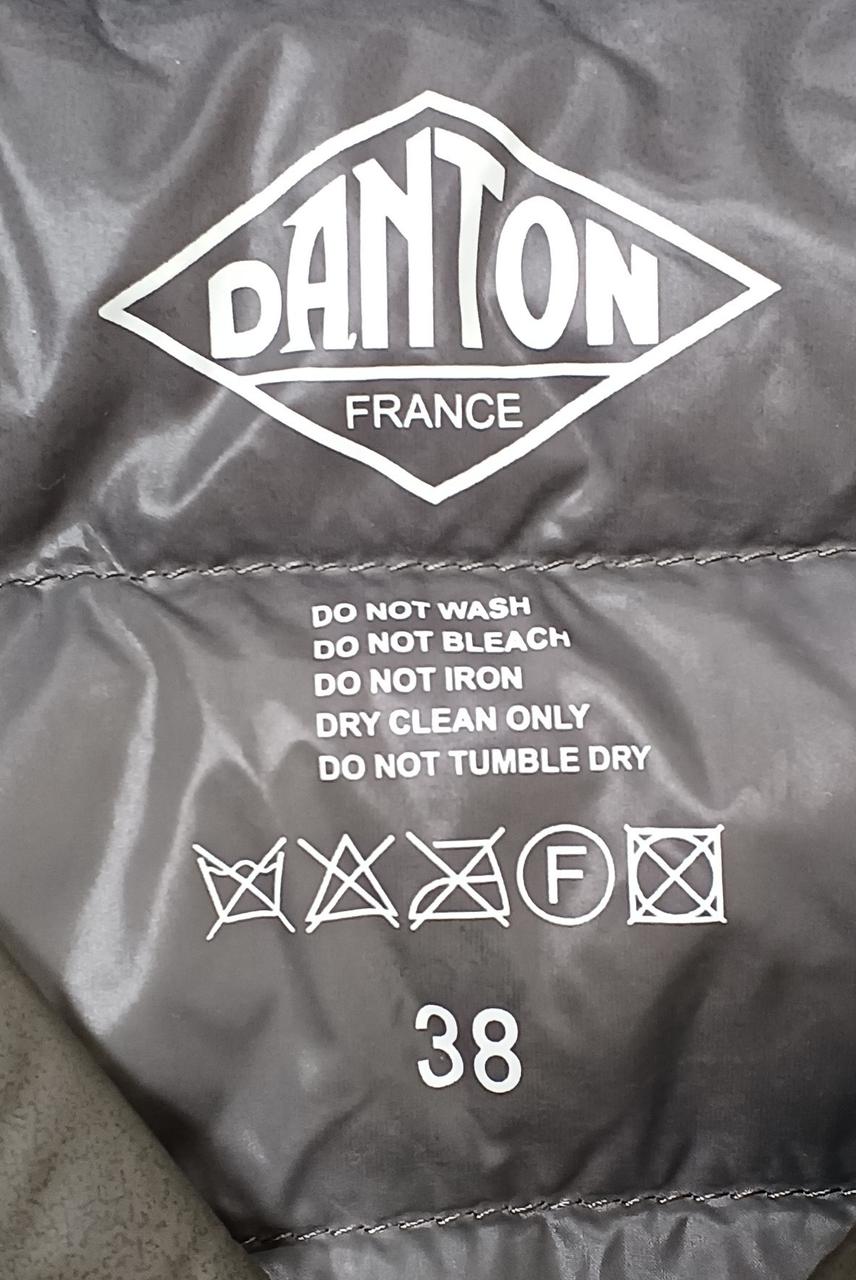 DANTON
FRANCE
DO NOT WASH
DO NOT BLEACH
DO NOT IRON
DRY CLEAN ONLY
DO NOT TUMBLE DRY
F
38